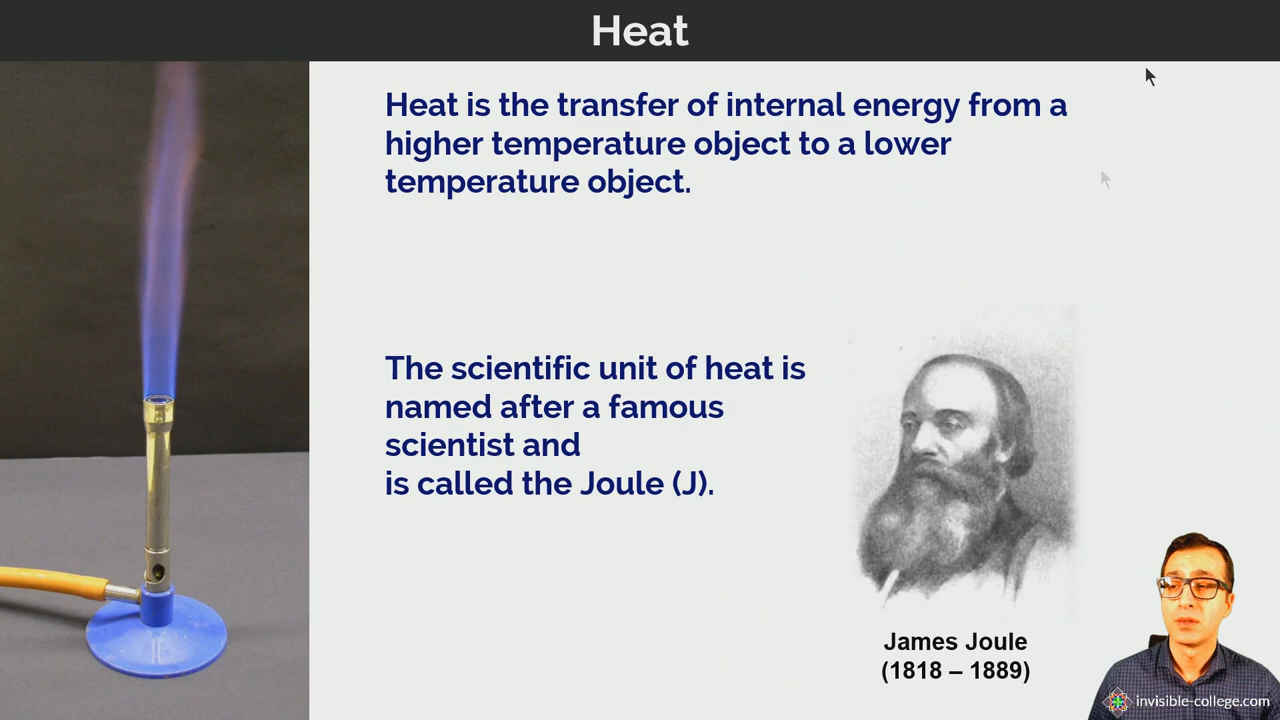 Heat
Heat is the transfer of internal energy from a
higher temperature object to a lower
temperature object.
The scientific unit of heat is
named after a famous
scientist and
is called the Joule (J).
James Joule
(1818 – 1889)
invisible-college.com